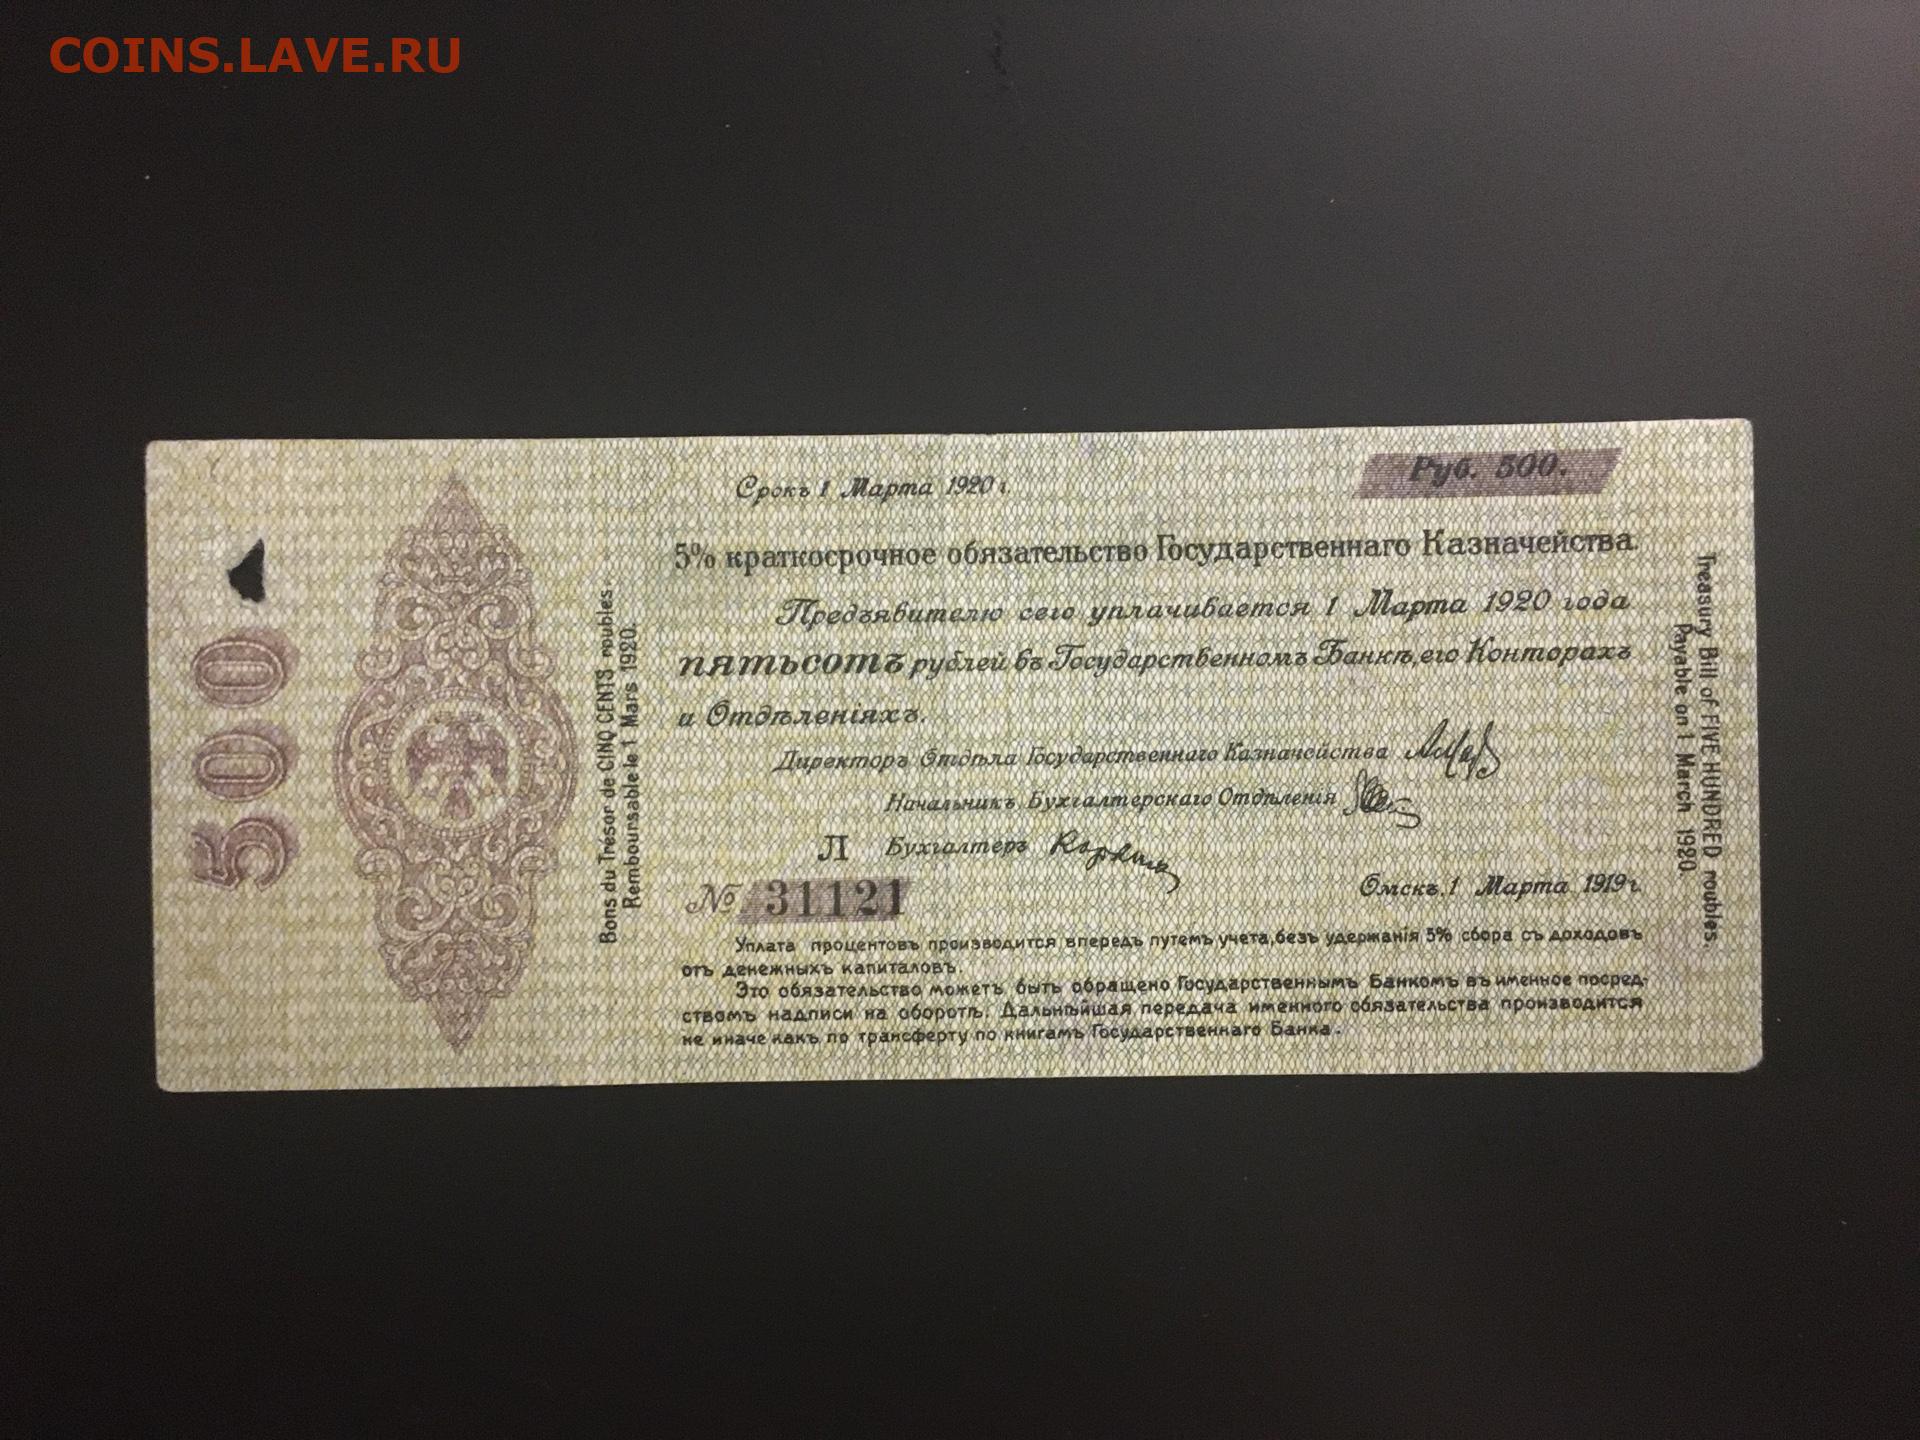 COINS.LAVE.RU
500
Bons du Trésor de CINQ CENTS roubles.
Remboursable le 1 Mars 1920.
Срокъ 1 Марта 1920 г.
Руб. 500.
5% краткосрочное обязательство Государственнаго Казначейства.
Предъявителю сего уплачивается 1 Марта 1920 года
пятьсотъ рублей въ Государственномъ Банкѣ, его Конторахъ
и Отдѣленіяхъ.
Директоръ Отдѣла Государственнаго Казначейства
Начальникъ Бухгалтерскаго Отдѣленія
Л Бухгалтеръ
№ 31121
Омскъ, 1 Марта 1919 г.
Уплата процентовъ производится впередъ путемъ учета, безъ удержанія 5% сбора съ доходовъ
отъ денежныхъ капиталовъ.
Это обязательство можетъ быть обращено Государственнымъ Банкомъ въ именное посред-
ствомъ надписи на оборотѣ. Дальнѣйшая передача именного обязательства производится
не иначе какъ по трансферту по книгамъ Государственнаго Банка.
Treasury Bill of FIVE HUNDRED roubles.
Payable on 1 March 1920.